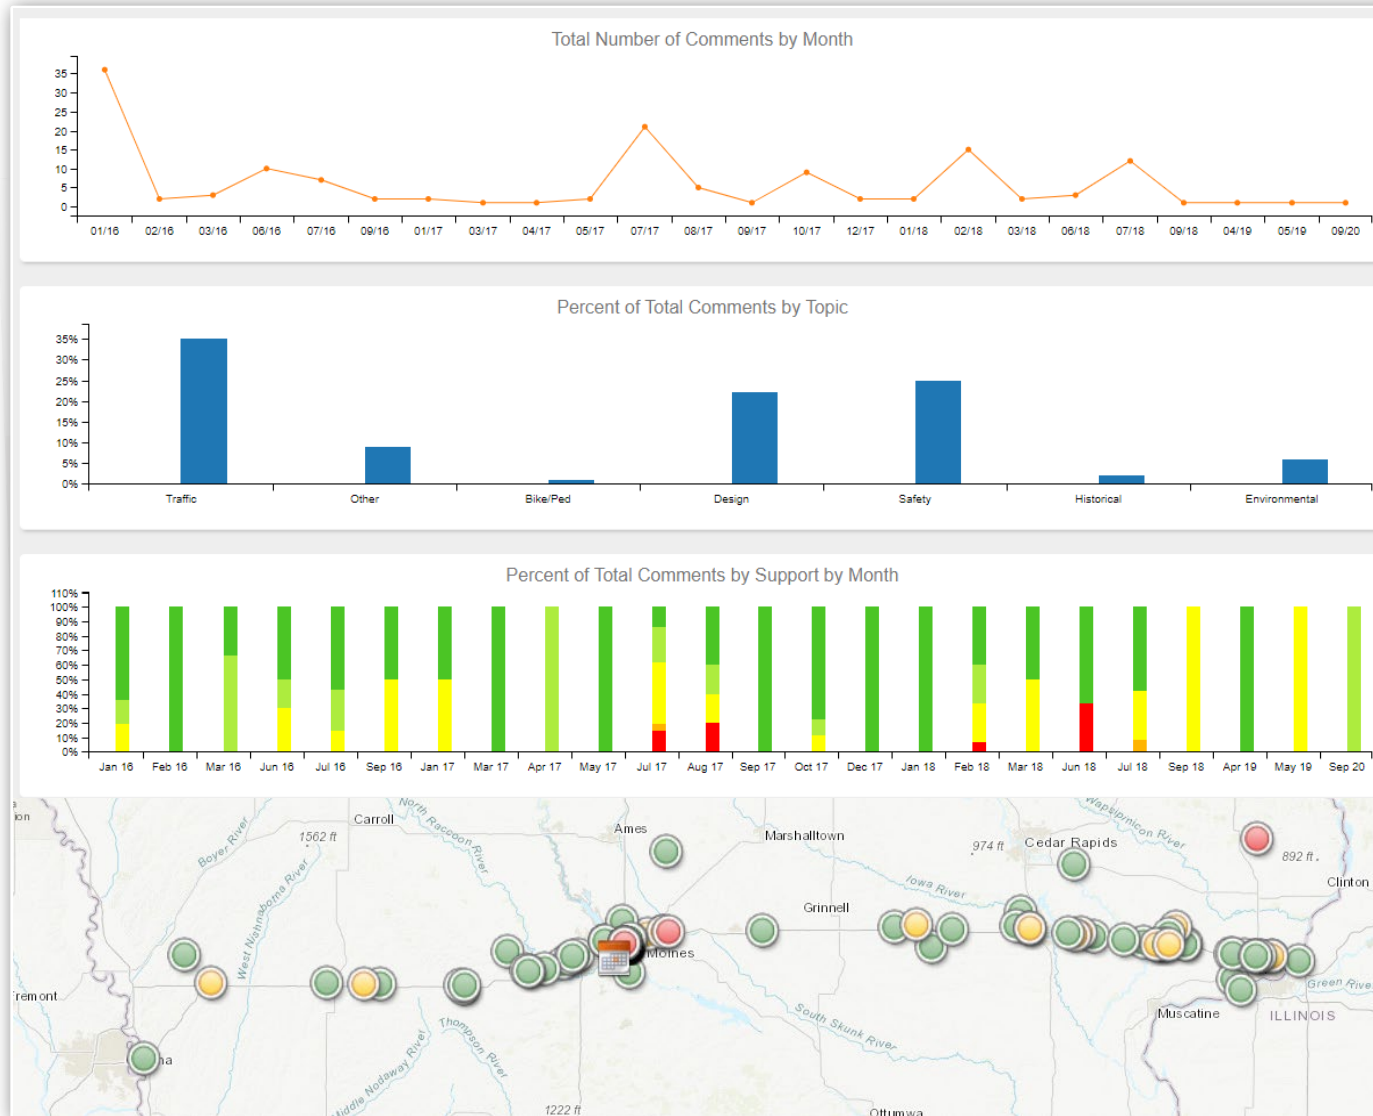 Total Number of Comments by Month
35
30
25
20
15
10
5
0
01/16 02/16 03/16 06/16 07/16 09/16 01/17 03/17 04/17 05/17 07/17 08/17 09/17 10/17 12/17 01/18 02/18 03/18 06/18 07/18 09/18 04/19 05/19 09/20
Percent of Total Comments by Topic
35%
30%
25%
20%
15%
10%
5%
0%
Traffic Other Bike/Ped Design Safety Historical Environmental
Percent of Total Comments by Support by Month
110%
100%
90%
80%
70%
60%
50%
40%
30%
20%
10%
0%
Jan 16 Feb 16 Mar 16 Jun 16 Jul 16 Sep 16 Jan 17 Mar 17 Apr 17 May 17 Jul 17 Aug 17 Sep 17 Oct 17 Dec 17 Jan 18 Feb 18 Mar 18 Jun 18 Jul 18 Sep 18 Apr 19 May 19 Sep 20
ion
Carroll
North Raccoon River
Wapsipinicon River
Boyer River
1562 ft
Ames
Marshalltown
974 ft
Cedar Rapids
892 ft
Clinton
West Nishnabotna River
Iowa River
Grinnell
Moines
remont
Green Rive
South Skunk River
Muscatine
ILLINOIS
Thompson River
Middle Nodaway River
ha
1222 ft
Ottumwa